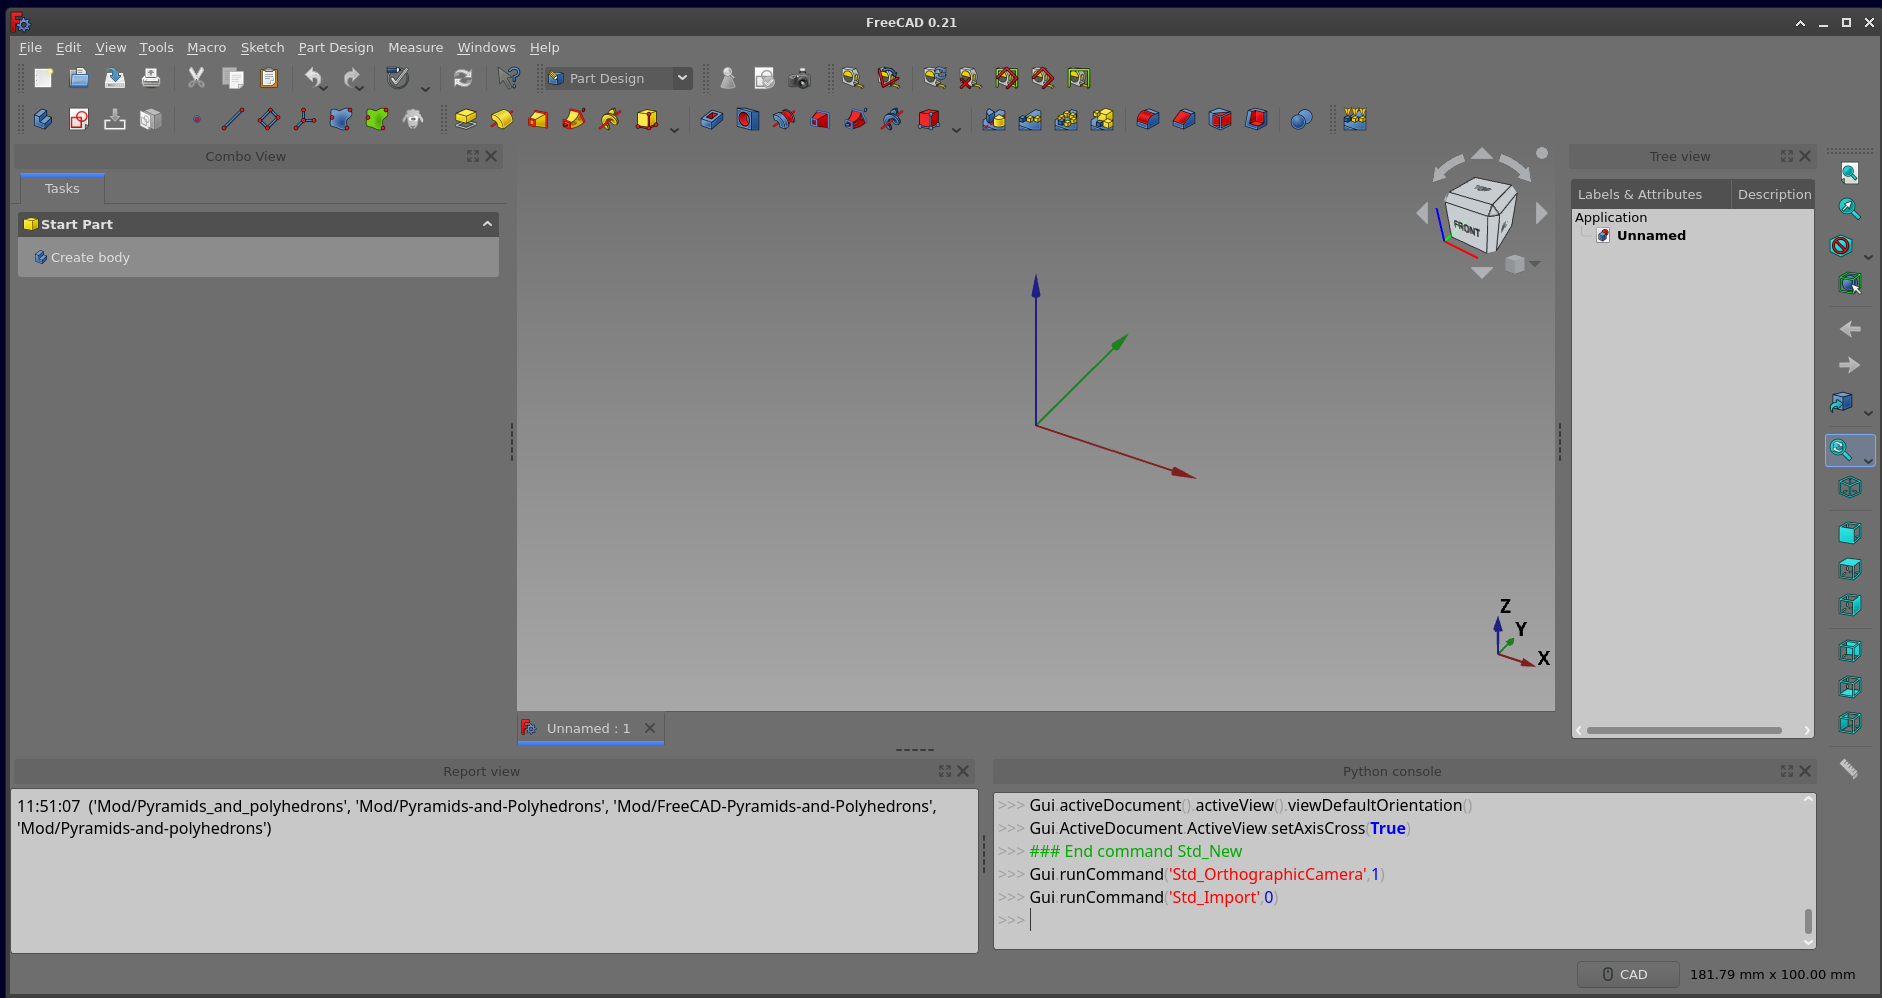 FreeCAD 0.21
File Edit View Tools Macro Sketch Part Design Measure Windows Help
Part Design
Combo View
Tasks
Start Part
Create body
TOP
FRONT
Z
Y
X
Unnamed : 1
Tree view
Labels & Attributes Description
Application
Unnamed
Report view
11:51:07 ('Mod/Pyramids_and_polyhedrons', 'Mod/Pyramids-and-Polyhedrons', 'Mod/FreeCAD-Pyramids-and-Polyhedrons',
'Mod/Pyramids-and-polyhedrons')
Python console
>>> Gui.activeDocument().activeView().viewDefaultOrientation()
>>> Gui.ActiveDocument.ActiveView.setAxisCross(True)
>>> ### End command Std_New
>>> Gui.runCommand('Std_OrthographicCamera',1)
>>> Gui.runCommand('Std_Import',0)
>>>
CAD
181.79 mm x 100.00 mm